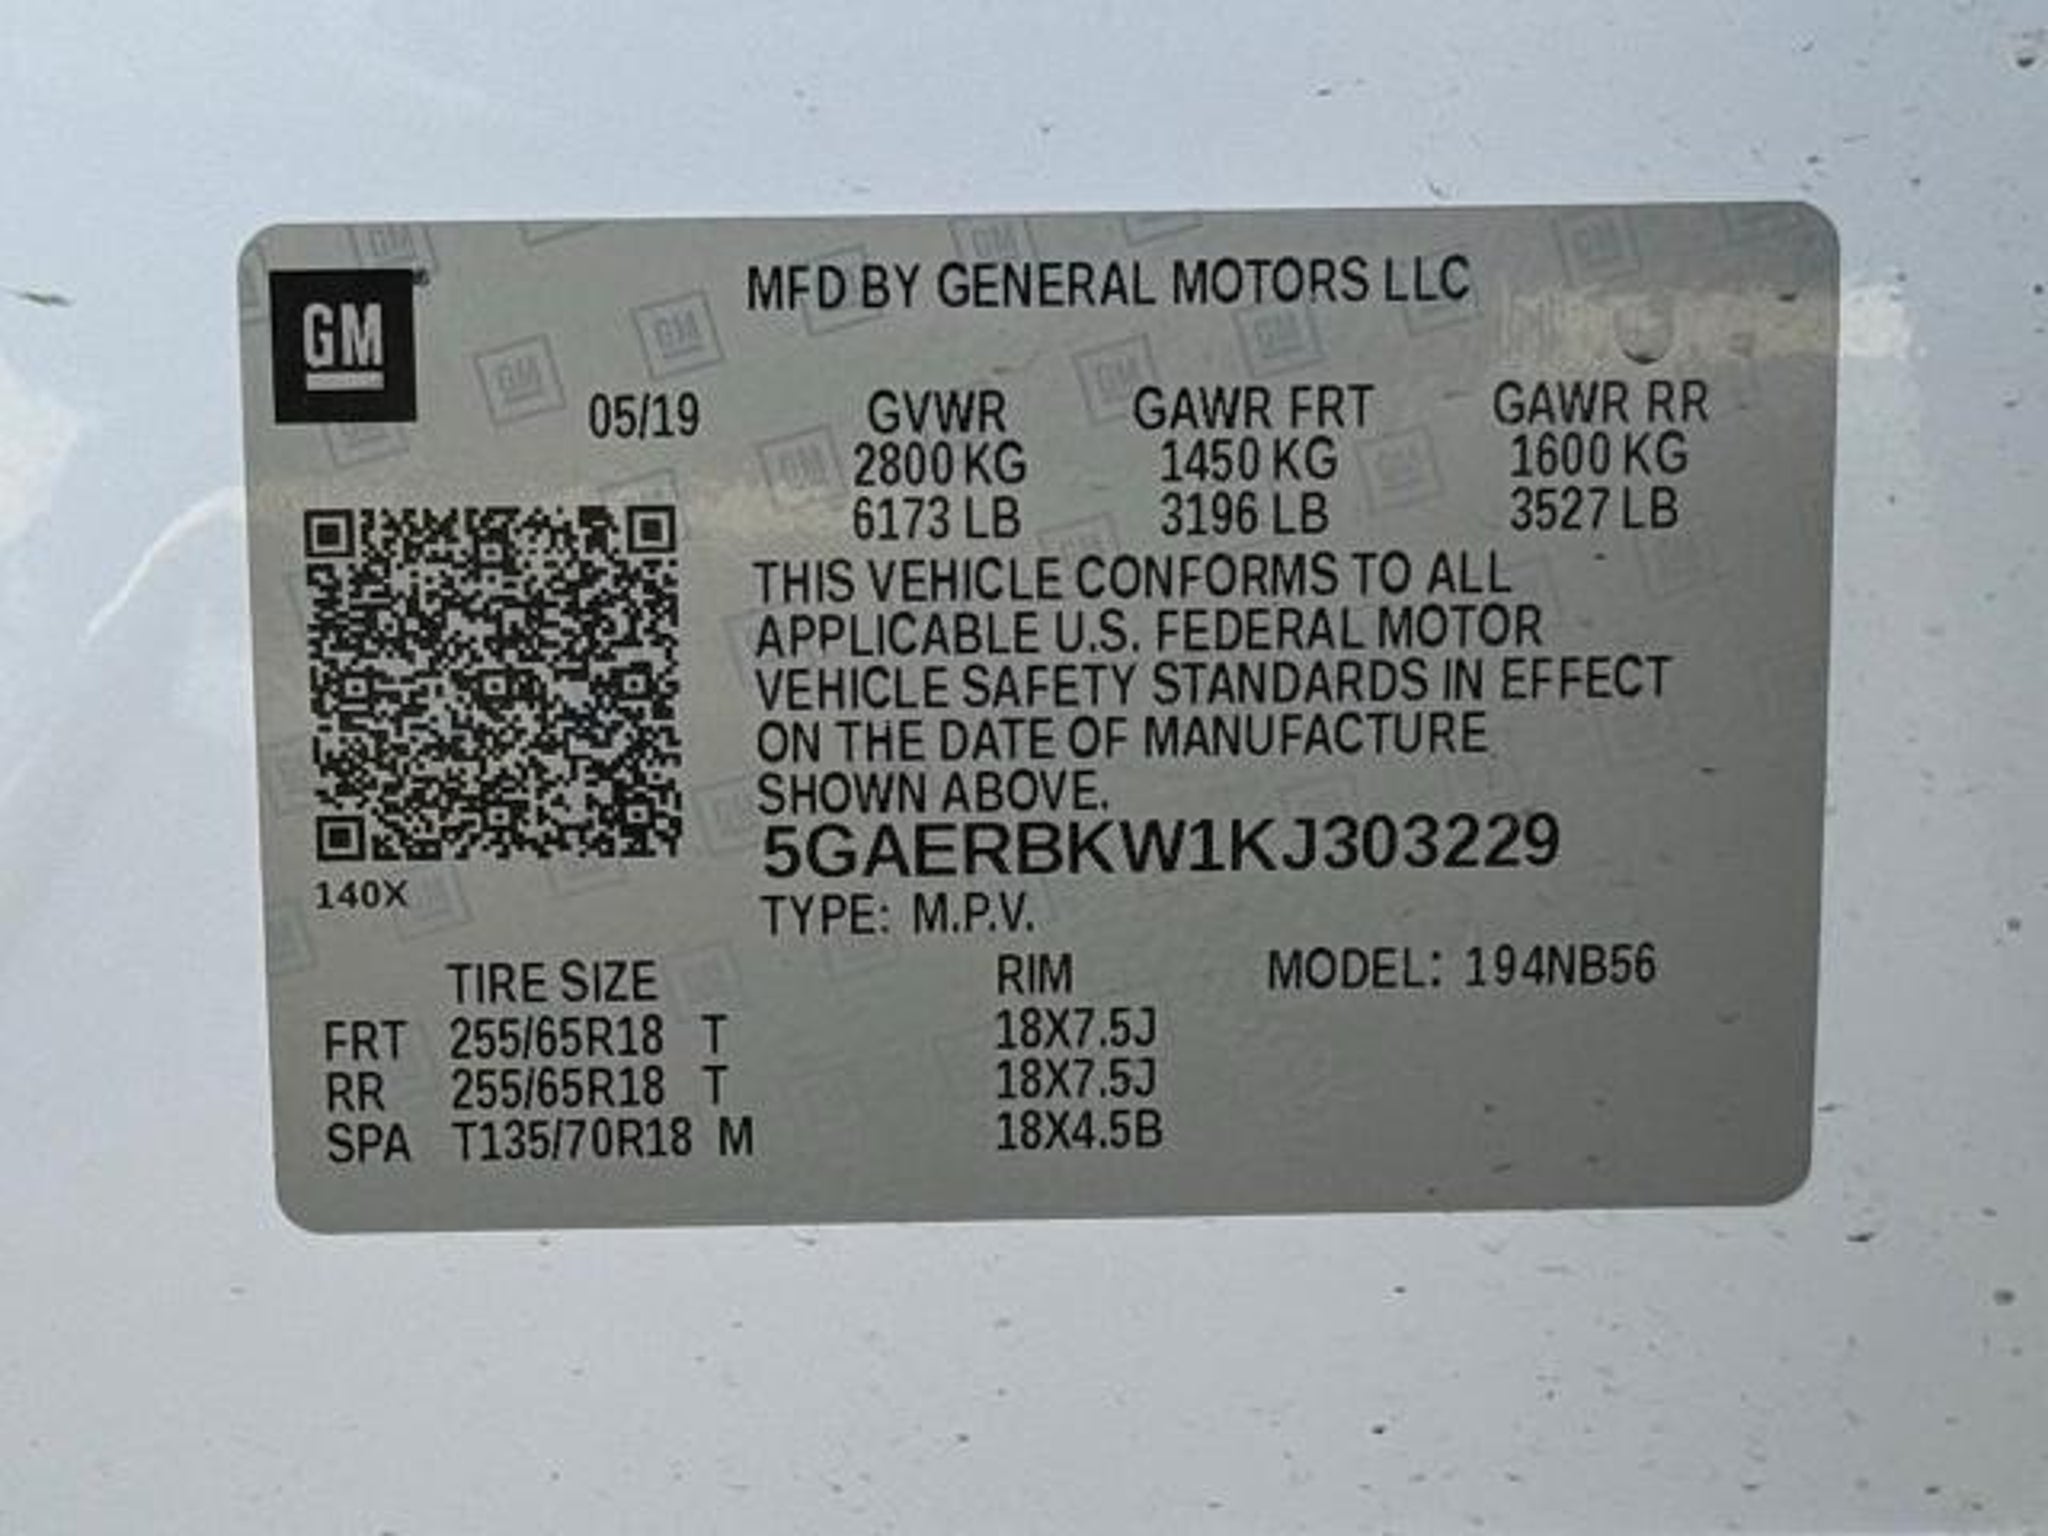 GM
MFD BY GENERAL MOTORS LLC
05/19 GVWR GAWR FRT GAWR RR
2800 KG 1450 KG 1600 KG
6173 LB 3196 LB 3527 LB
THIS VEHICLE CONFORMS TO ALL
APPLICABLE U.S. FEDERAL MOTOR
VEHICLE SAFETY STANDARDS IN EFFECT
ON THE DATE OF MANUFACTURE
SHOWN ABOVE.
5GAERBKW1KJ303229
140X
TYPE: M.P.V.
TIRE SIZE RIM MODEL: 194NB56
FRT 255/65R18 T 18X7.5J
RR 255/65R18 T 18X7.5J
SPA T135/70R18 M 18X4.5B